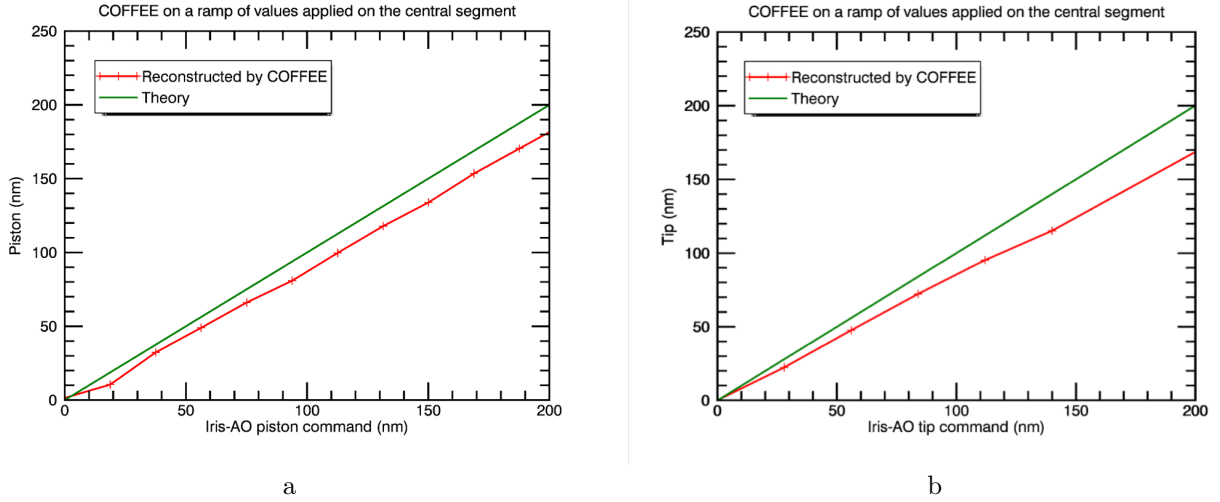 COFFEE on a ramp of values applied on the central segment
250
200
150
100
50
0
Piston (nm)
Reconstructed by COFFEE
Theory
0 50 100 150 200
Iris-AO piston command (nm)
a
COFFEE on a ramp of values applied on the central segment
250
200
150
100
50
0
Tip (nm)
Reconstructed by COFFEE
Theory
0 50 100 150 200
Iris-AO tip command (nm)
b